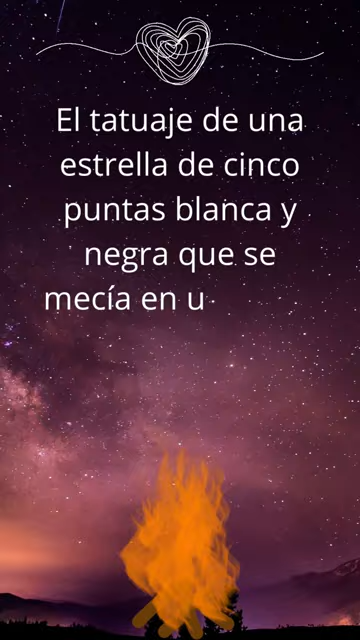 El tatuaje de una
estrella de cinco
puntas blanca y
negra que se
mecía en u